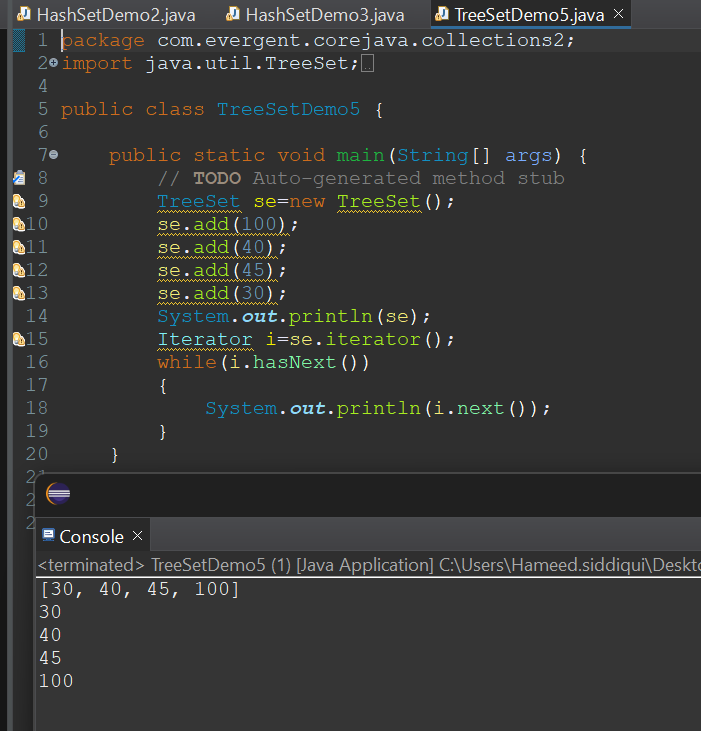 HashSetDemo2.java HashSetDemo3.java TreeSetDemo5.java
1 package com.evergent.corejava.collections2;
2 import java.util.TreeSet;
4
5 public class TreeSetDemo5 {
6
7 public static void main(String[] args) {
8 // TODO Auto-generated method stub
9 TreeSet se=new TreeSet();
10 se.add(100);
11 se.add(40);
12 se.add(45);
13 se.add(30);
14 System.out.println(se);
15 Iterator i=se.iterator();
16 while(i.hasNext())
17 {
18 System.out.println(i.next());
19 }
20 }
Console
<terminated> TreeSetDemo5 (1) [Java Application] C:\Users\Hameed.siddiqui\Deskto
[30, 40, 45, 100]
30
40
45
100